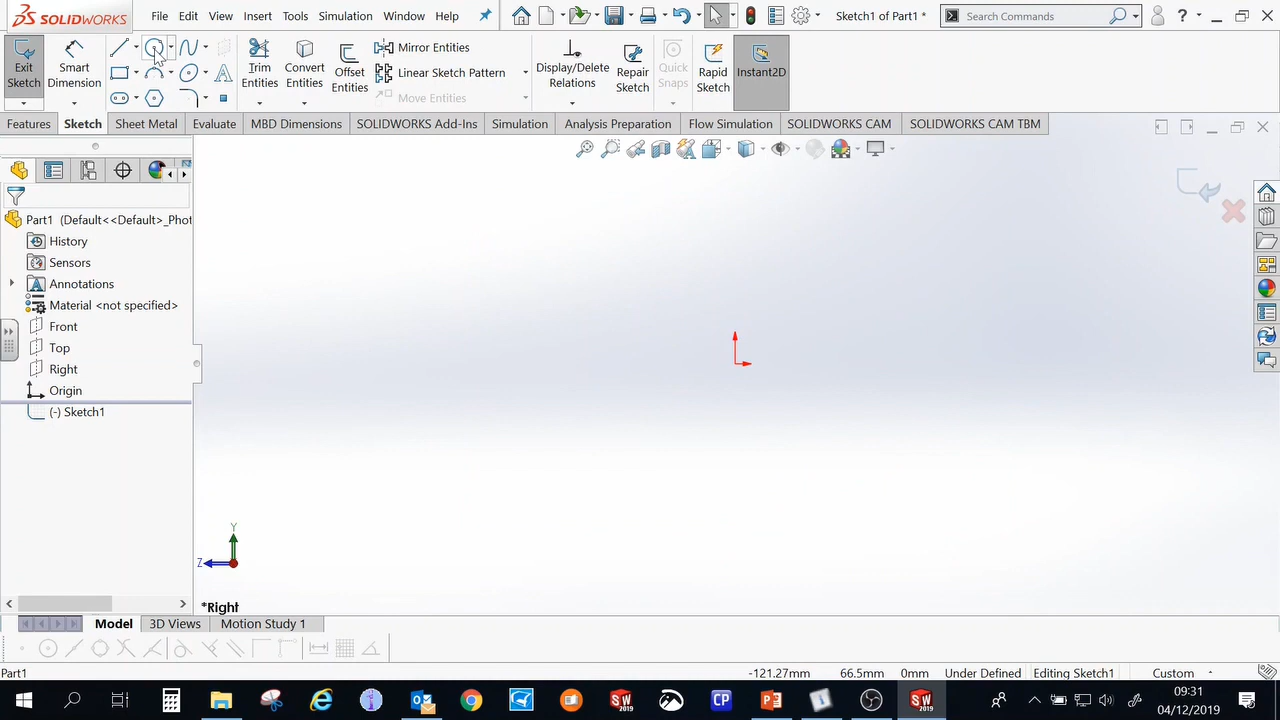 SOLIDWORKS
File
Edit
View
Insert
Tools
Simulation
Window
Help
Sketch1 of Part1 *
Search Commands
?
Exit
Sketch
Smart
Dimension
Trim
Entities
Convert
Entities
Offset
Entities
Mirror Entities
Linear Sketch Pattern
Move Entities
Display/Delete
Relations
Repair
Sketch
Quick
Snaps
Rapid
Sketch
Instant2D
Features
Sketch
Sheet Metal
Evaluate
MBD Dimensions
SOLIDWORKS Add-Ins
Simulation
Analysis Preparation
Flow Simulation
SOLIDWORKS CAM
SOLIDWORKS CAM TBM
Part1 (Default<<Default>_Phot
History
Sensors
Annotations
Material <not specified>
Front
Top
Right
Origin
(-) Sketch1
Y
Z
*Right
Model
3D Views
Motion Study 1
Part1
-121.27mm
66.5mm
0mm
Under Defined
Editing Sketch1
Custom
SW
2019
CP
SW
2019
09:31
04/12/2019